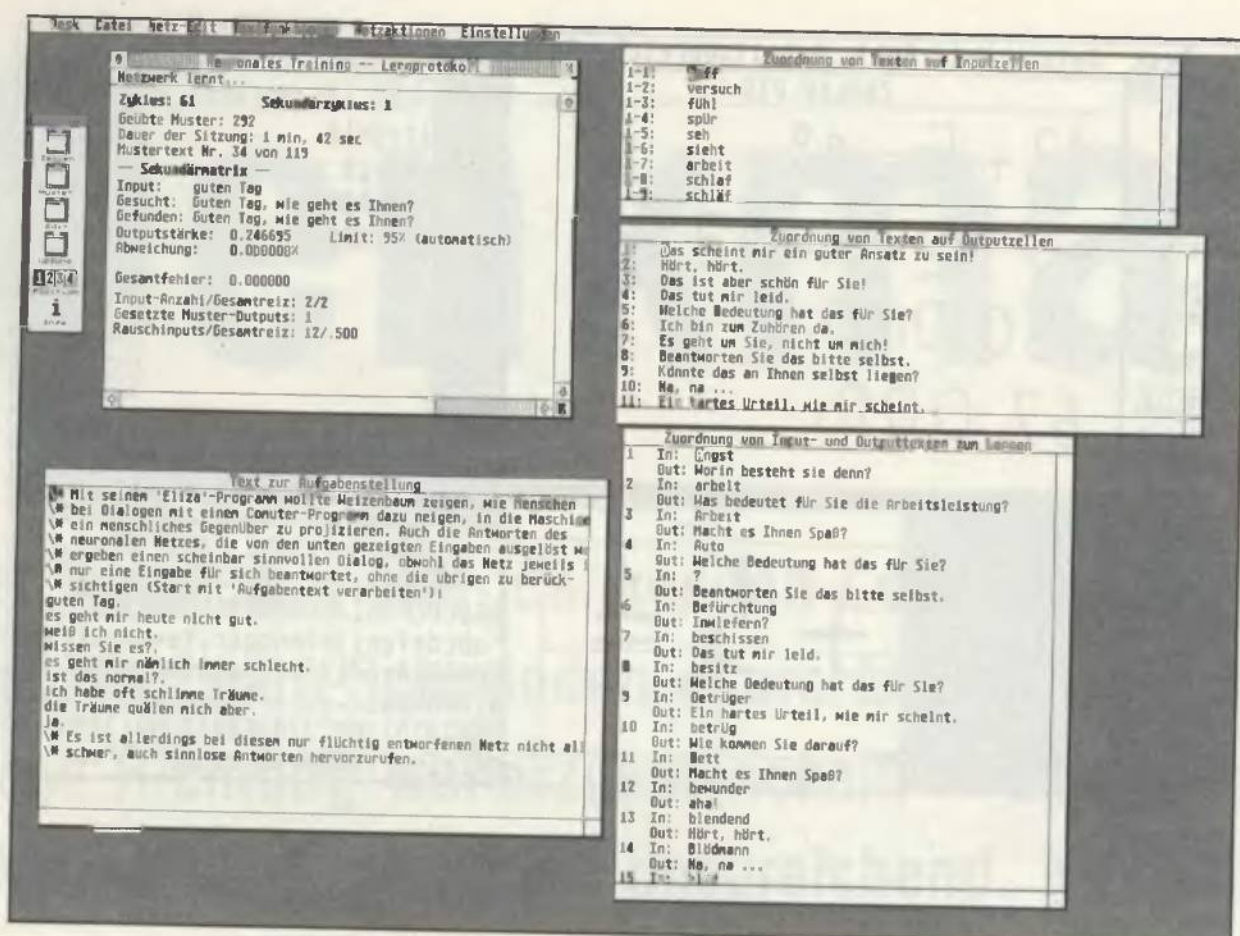 Desk Datei Netz-Edit Netzaktionen Einstellungen
Neuronales Training -- Lernprotokoll
Netzwerk lernt...
Zyklus: 61 Sekundärzyklus: 1
Geübte Muster: 292
Dauer der Sitzung: 1 min, 42 sec
Mustertext Nr. 34 von 119
— Sekundärmatrix —
Input: guten Tag
Gesucht: Guten Tag, wie geht es Ihnen?
Gefunden: Guten Tag, wie geht es Ihnen?
Outputstärke: 0.246695 Limit: 95% (automatisch)
Abweichung: 0.000008%
Gesamtfehler: 0.000000
Input-Anzahl/Gesamtreiz: 2/2
Gesetzte Muster-Outputs: 1
Rauschinputs/Gesamtreiz: 12/.500
1 2 3 4
i
Text zur Aufgabenstellung
\* Mit seinem 'Eliza'-Programm wollte Weizenbaum zeigen, wie Menschen
\* bei Dialogen mit einem Comuter-Programm dazu neigen, in die Maschine
\* ein menschliches Gegenüber zu projizieren. Auch die Antworten des
\* neuronalen Netzes, die von den unten gezeigten Eingaben ausgelöst we
\* ergeben einen scheinbar sinnvollen Dialog, obwohl das Netz jeweils i
\* nur eine Eingabe für sich beantwortet, ohne die ubrigen zu berück-
\* sichtigen (Start mit 'Aufgabentext verarbeiten'):
guten Tag.
es geht mir heute nicht gut.
weiß ich nicht.
wissen Sie es?.
es geht mir nämlich immer schlecht.
ist das normal?.
ich habe oft schlimme Träume.
die Träume quälen mich aber.
ja.
\* Es ist allerdings bei diesem nur flüchtig entworfenen Netz nicht all
\* schwer, auch sinnlose Antworten hervorzurufen.
Zuordnung von Texten auf Inputzellen
1-1:
1-2: versuch
1-3: fühl
1-4: spür
1-5: seh
1-6: sieht
1-7: arbeit
1-8: schlaf
1-9: schläf
Zuordnung von Texten auf Outputzellen
1: Das scheint mir ein guter Ansatz zu sein!
2: Hört, hört.
3: Das ist aber schön für Sie!
4: Das tut mir leid.
5: Welche Bedeutung hat das für Sie?
6: Ich bin zum Zuhören da.
7: Es geht um Sie, nicht um mich!
8: Beantworten Sie das bitte selbst.
9: Könnte das an Ihnen selbst liegen?
10: Na, na ...
11: Ein hartes Urteil, wie mir scheint.
Zuordnung von Input- und Outputtexten zum Lernen
1 In: Angst
Out: Worin besteht sie denn?
2 In: arbeit
Out: Was bedeutet für Sie die Arbeitsleistung?
3 In: Arbeit
Out: Macht es Ihnen Spaß?
4 In: Auto
Out: Welche Bedeutung hat das für Sie?
5 In: ?
Out: Beantworten Sie das bitte selbst.
6 In: Befürchtung
Out: Inwiefern?
7 In: beschissen
Out: Das tut mir leid.
8 In: besitz
Out: Welche Bedeutung hat das für Sie?
9 In: Betrüger
Out: Ein hartes Urteil, wie mir scheint.
10 In: betrüg
Out: Wie kommen Sie darauf?
11 In: Bett
Out: Macht es Ihnen Spaß?
12 In: bewunder
Out: aha!
13 In: blendend
Out: Hört, hört.
14 In: Blödmann
Out: Na, na ...
15 In: